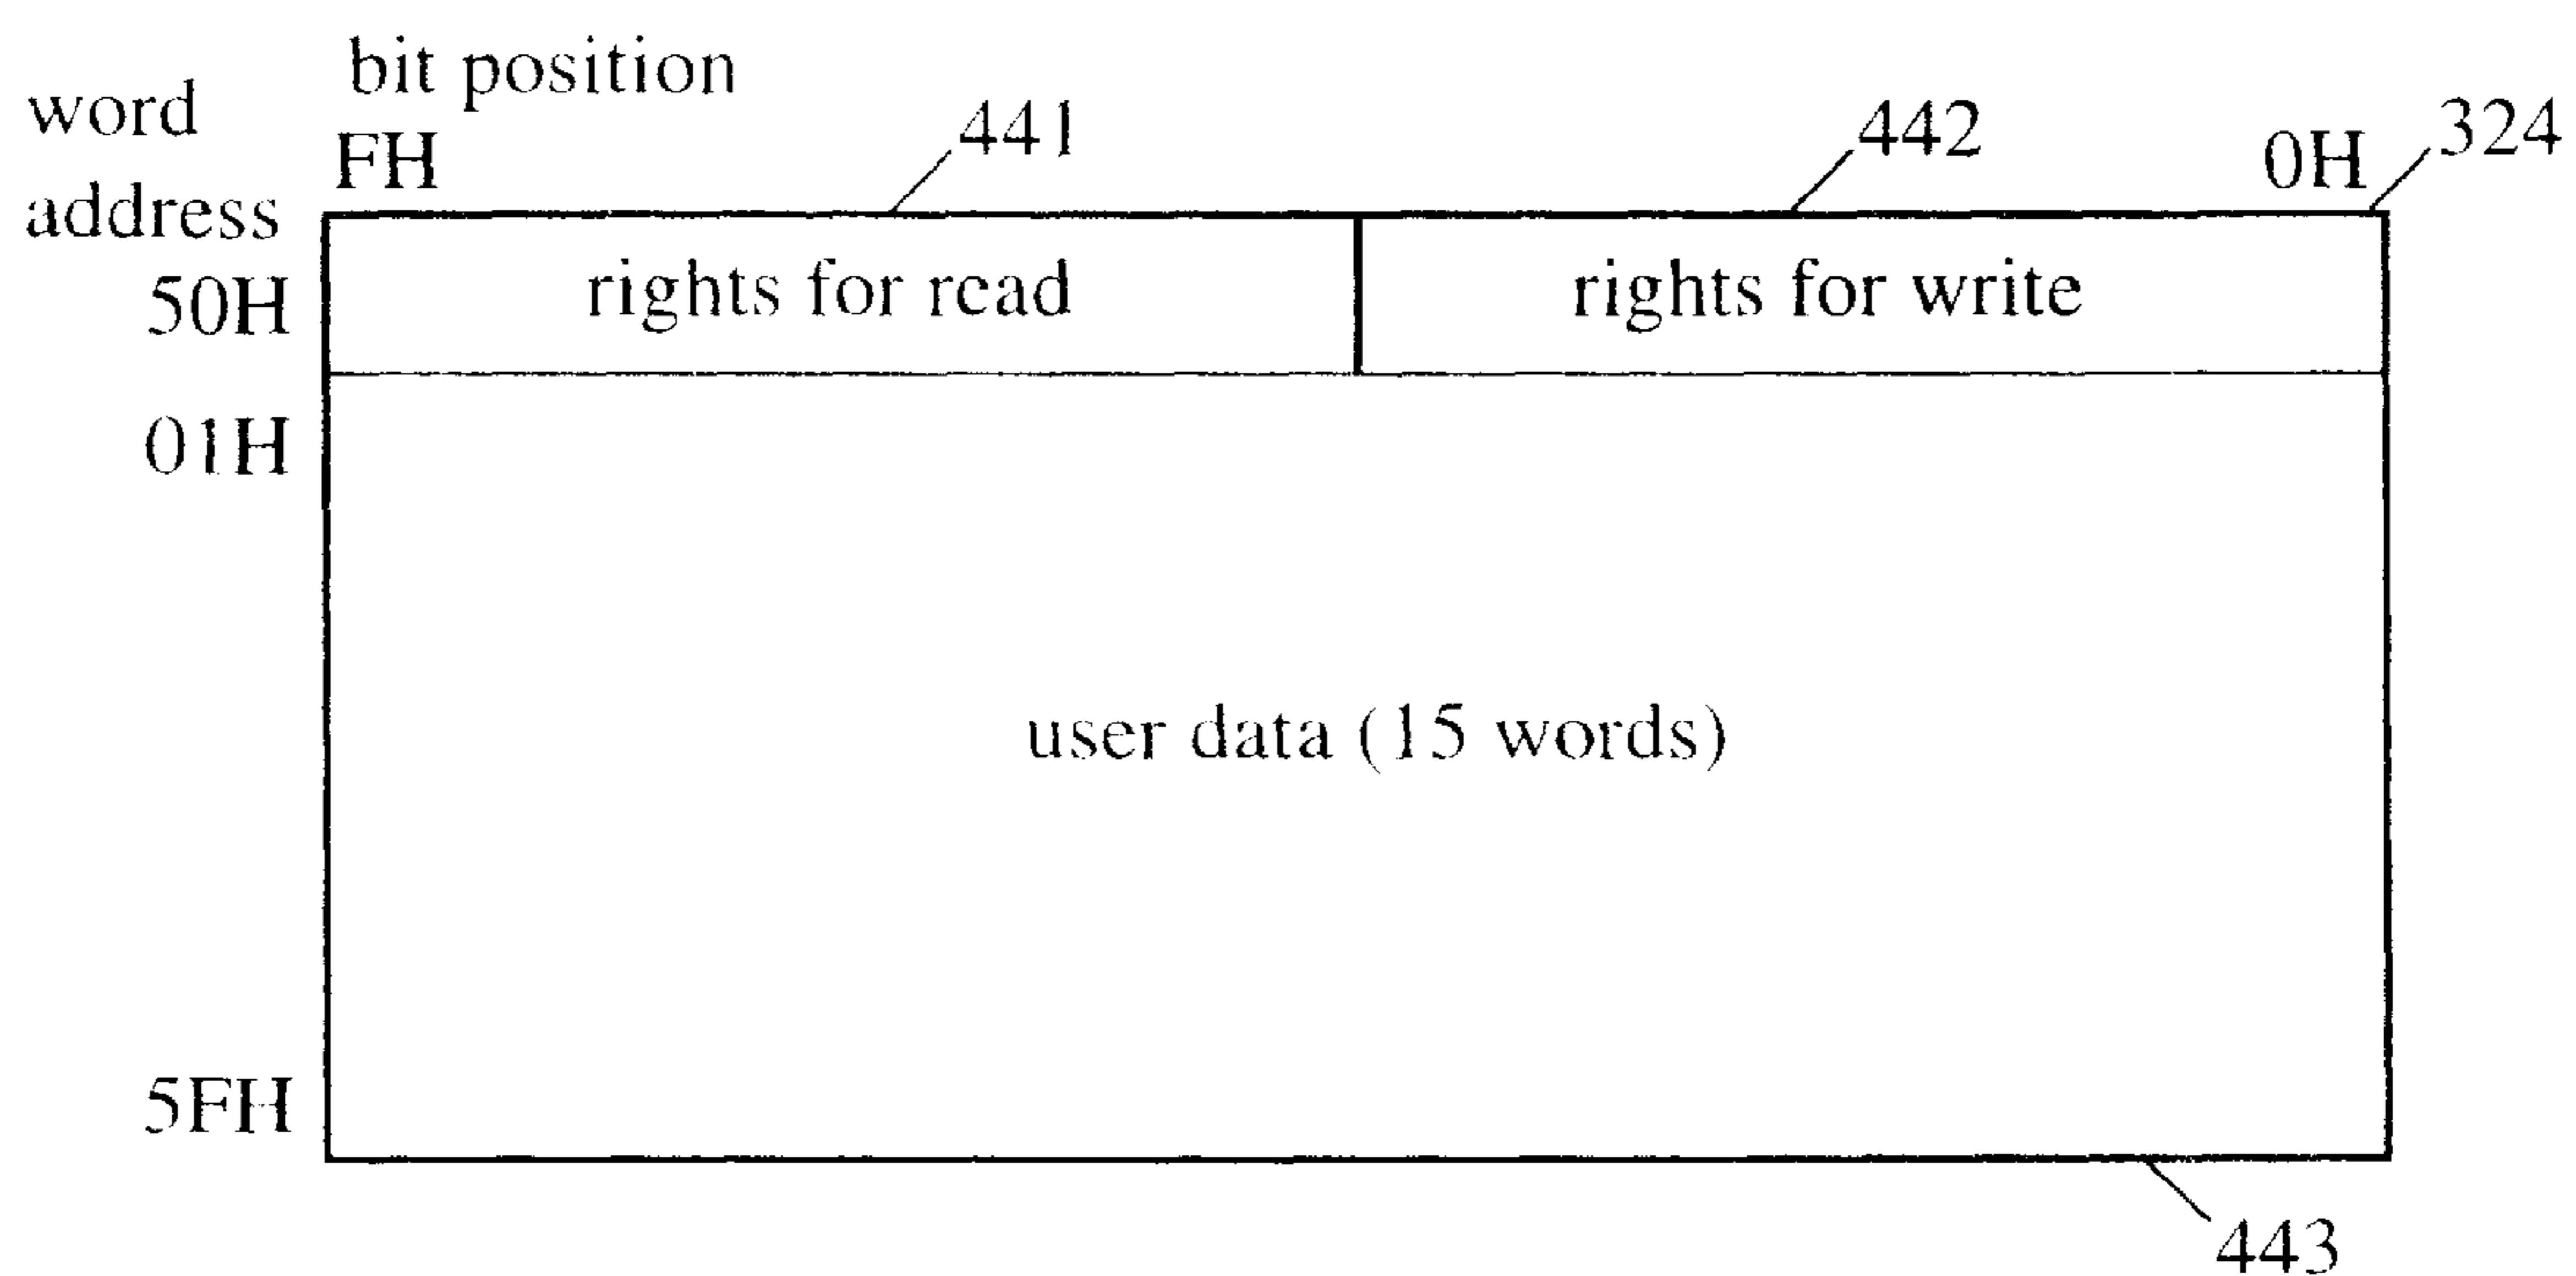 bit position
word
address
FH
441
442
0H
324
50H
rights for read
rights for write
01H
user data (15 words)
5FH
443